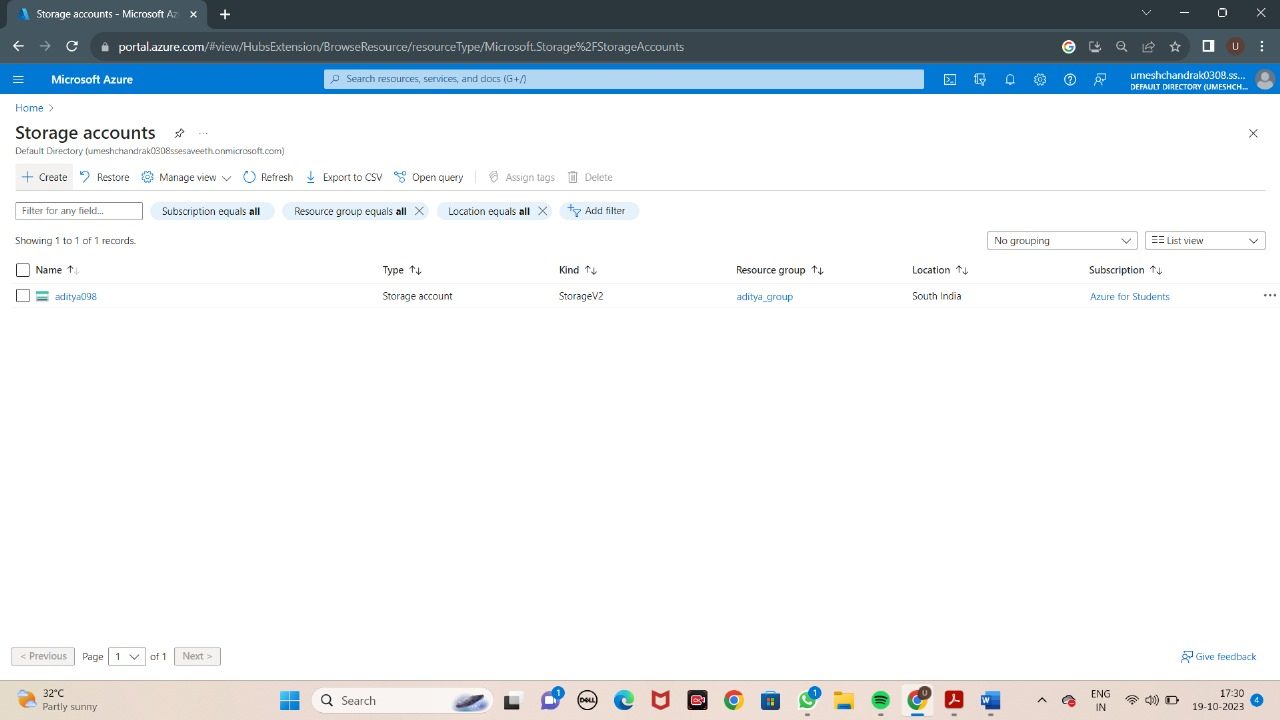 Storage accounts - Microsoft Az
portal.azure.com/#view/HubsExtension/BrowseResource/resourceType/Microsoft.Storage%2FStorageAccounts
U
Microsoft Azure
Search resources, services, and docs (G+/)
umeshchandrak0308.ss...
DEFAULT DIRECTORY (UMESHCH...
Home >
Storage accounts ...
Default Directory (umeshchandrak0308ssesaveeth.onmicrosoft.com)
+ Create Restore Manage view Refresh Export to CSV Open query Assign tags Delete
Filter for any field... Subscription equals all Resource group equals all Location equals all Add filter
Showing 1 to 1 of 1 records. No grouping List view
Name Type Kind Resource group Location Subscription
aditya098 Storage account StorageV2 aditya_group South India Azure for Students ...
< Previous Page 1 of 1 Next > Give feedback
32°C
Partly sunny
Search
1
DELL
1
U
W
ENG
IN
17:30
19-10-2023
4